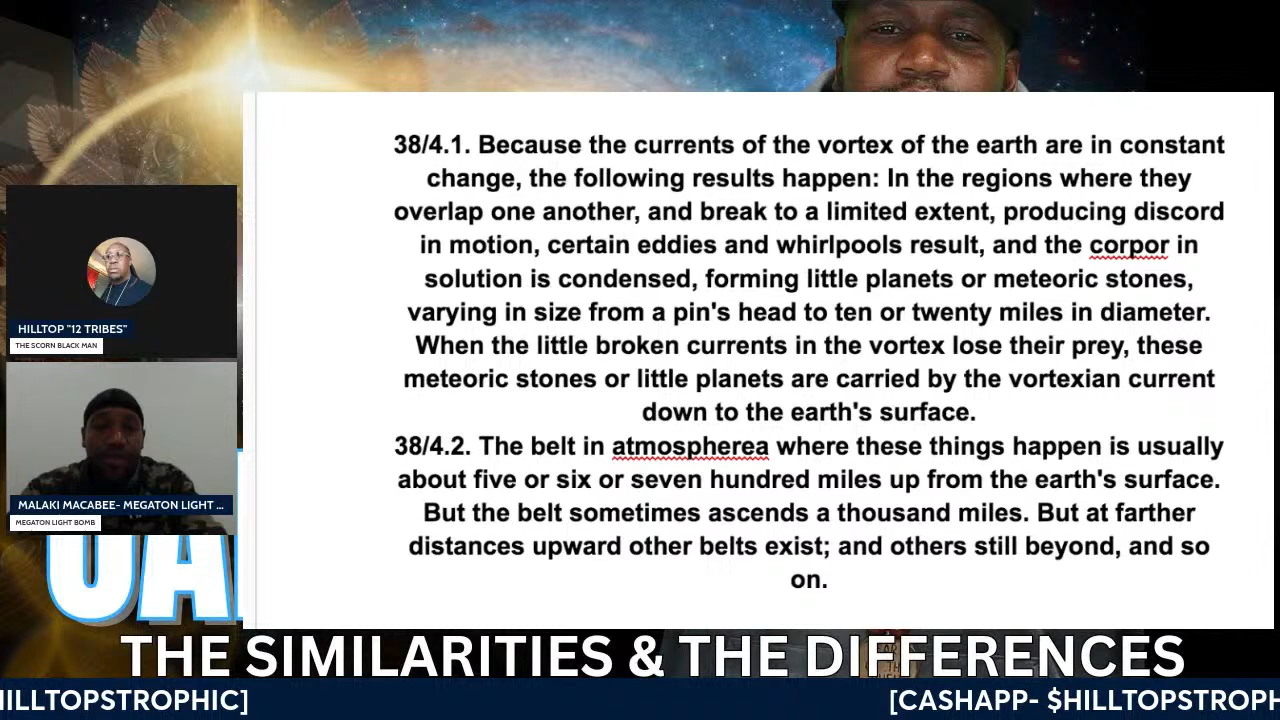 38/4.1. Because the currents of the vortex of the earth are in constant
change, the following results happen: In the regions where they
overlap one another, and break to a limited extent, producing discord
in motion, certain eddies and whirlpools result, and the corpor in
solution is condensed, forming little planets or meteoric stones,
varying in size from a pin's head to ten or twenty miles in diameter.
When the little broken currents in the vortex lose their prey, these
meteoric stones or little planets are carried by the vortexian current
down to the earth's surface.
38/4.2. The belt in atmospherea where these things happen is usually
about five or six or seven hundred miles up from the earth's surface.
But the belt sometimes ascends a thousand miles. But at farther
distances upward other belts exist; and others still beyond, and so
on.
HILLTOP "12 TRIBES"
THE SCORN BLACK MAN
MALAKI MACABEE- MEGATON LIGHT ...
MEGATON LIGHT BOMB
THE SIMILARITIES & THE DIFFERENCES
HILLTOPSTROPHIC] [CASHAPP- $HILLTOPSTROPH